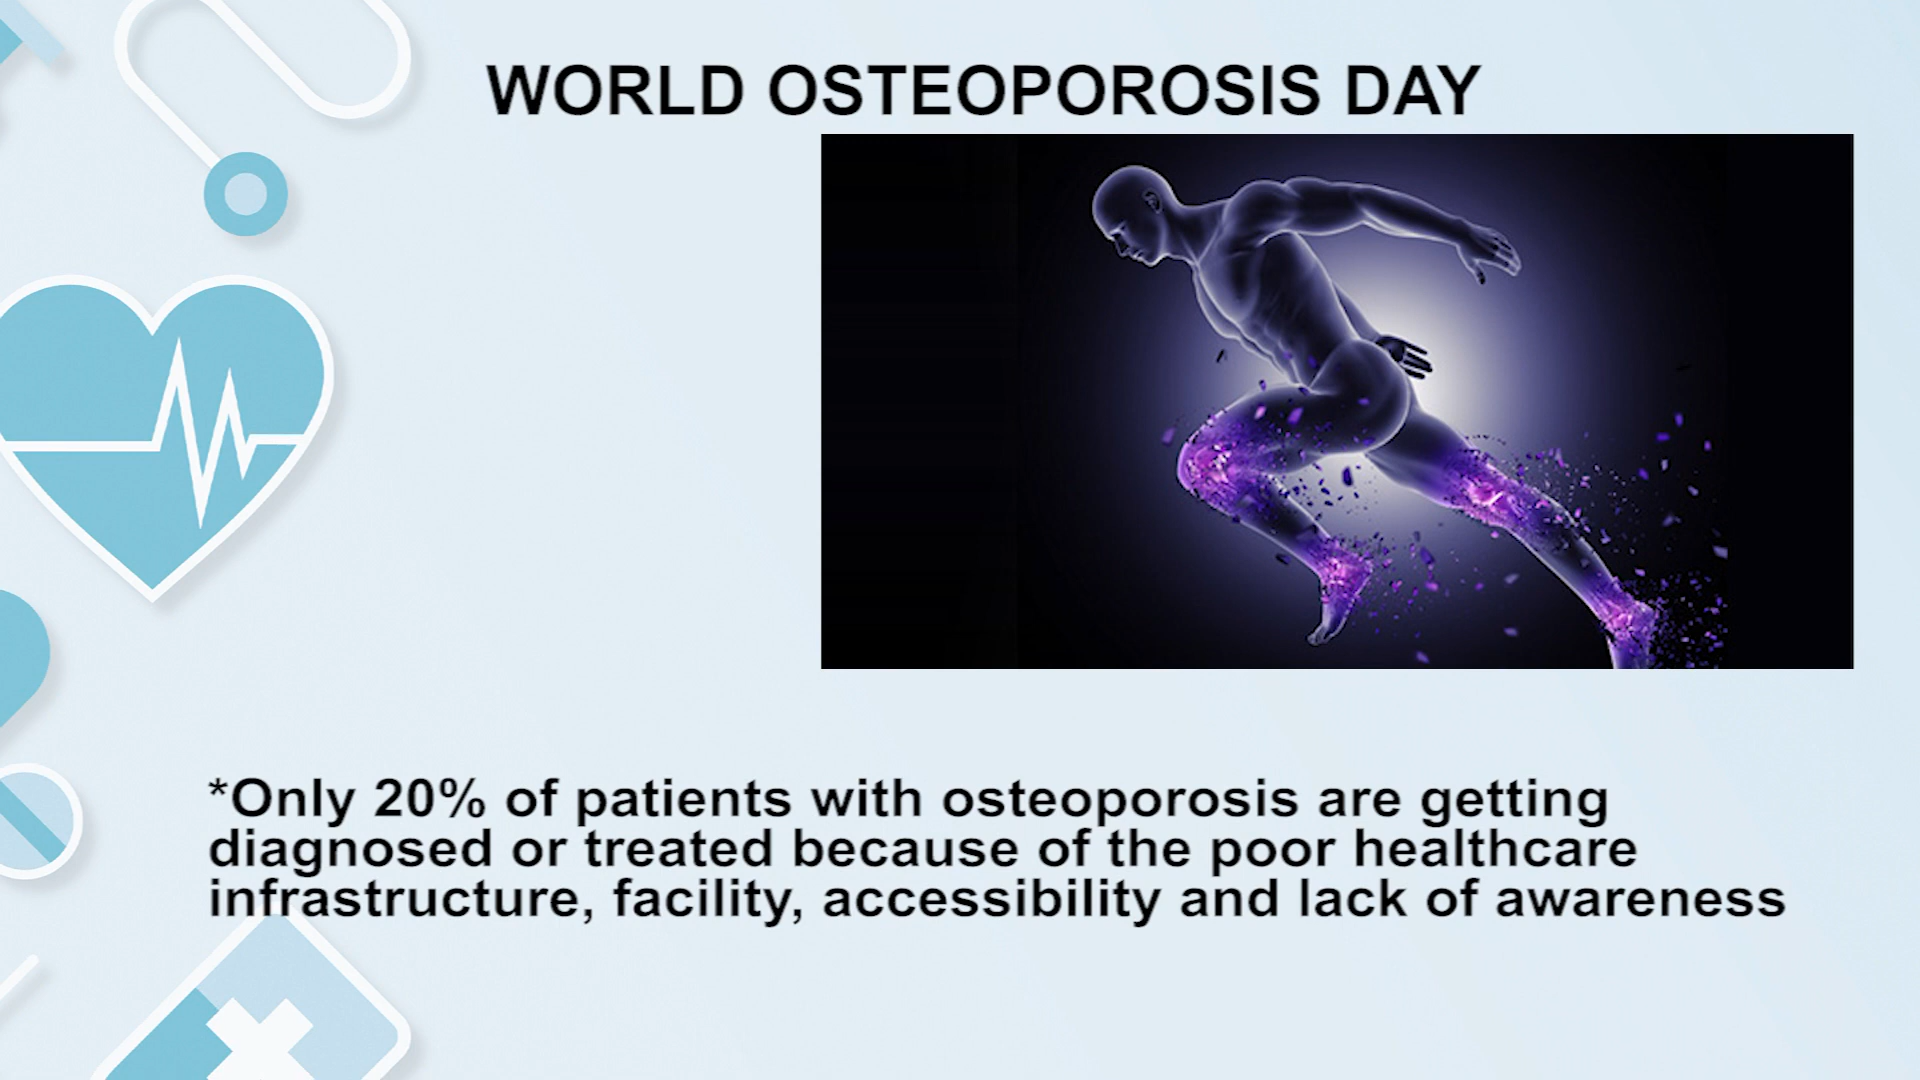 WORLD OSTEOPOROSIS DAY
*Only 20% of patients with osteoporosis are getting
diagnosed or treated because of the poor healthcare
infrastructure, facility, accessibility and lack of awareness